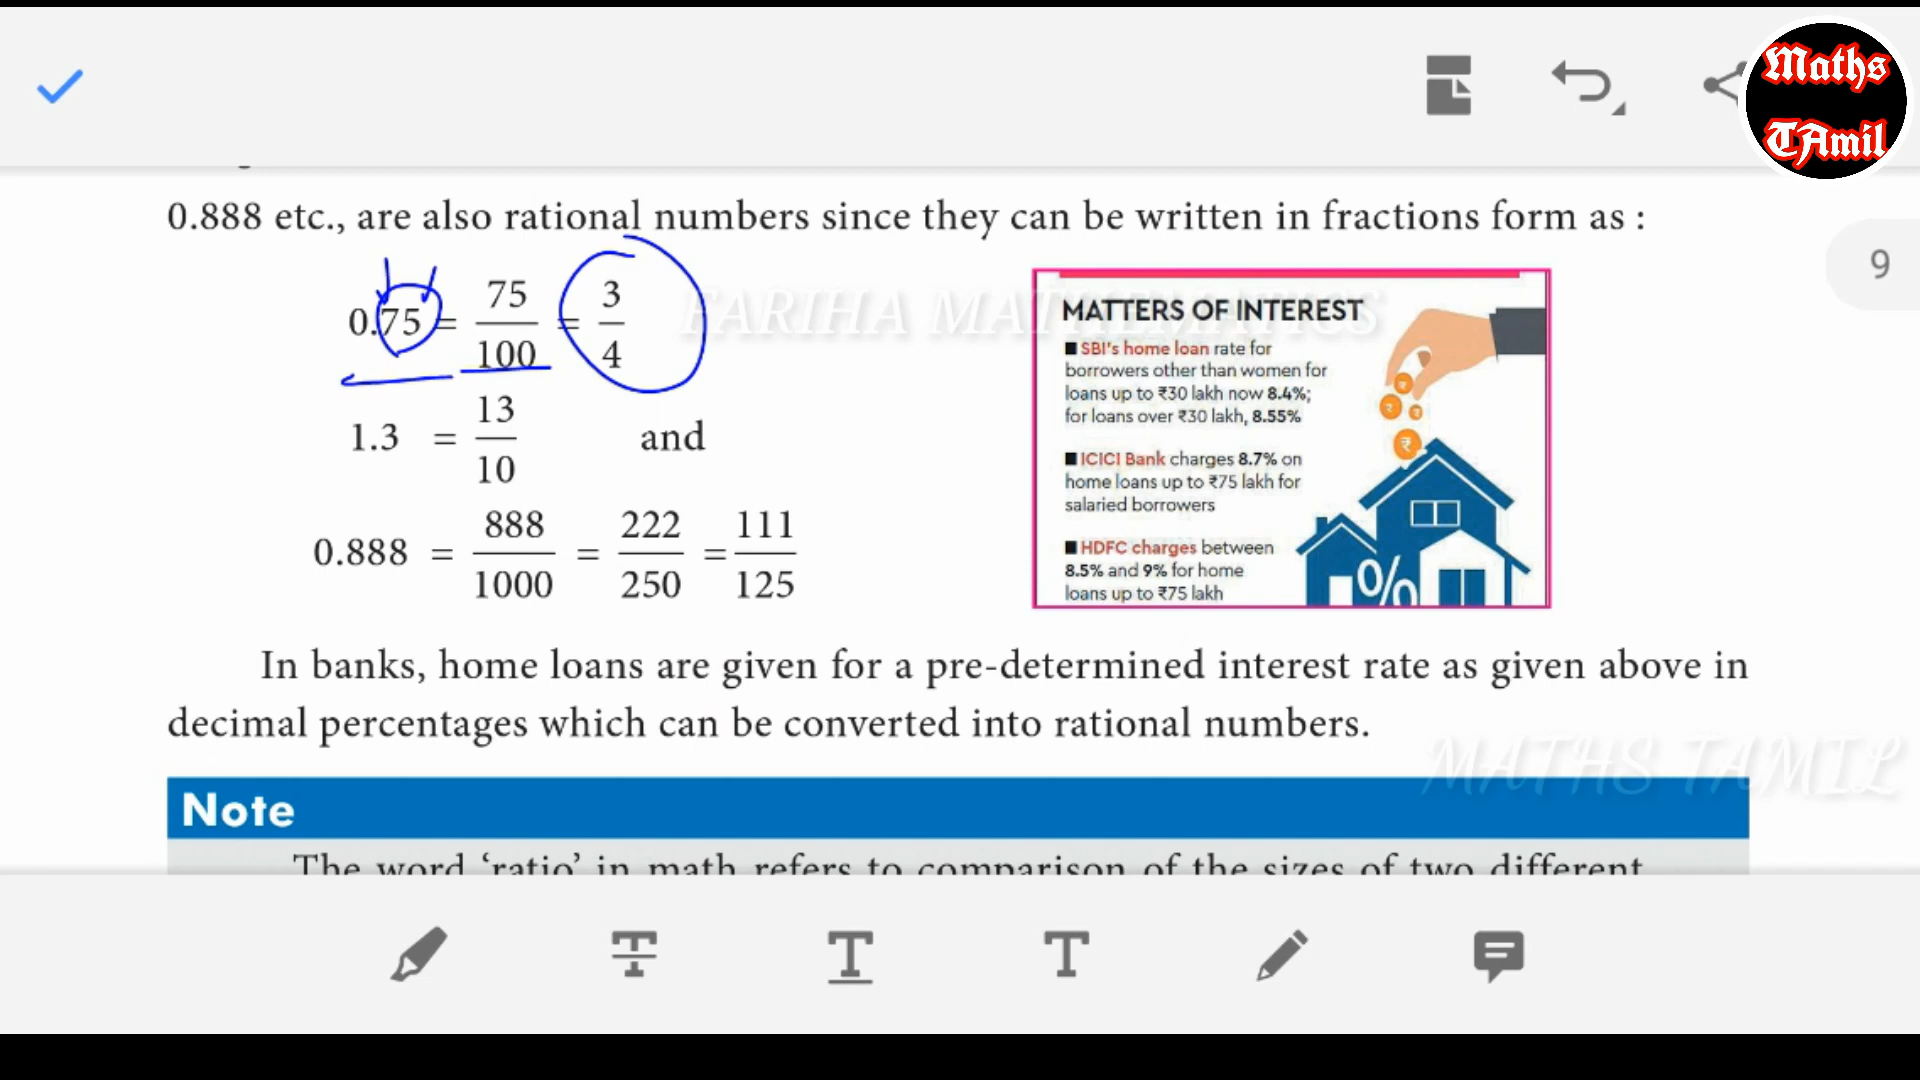 Maths
TAmil
9
0.888 etc., are also rational numbers since they can be written in fractions form as :
0.75 = 75/100 = 3/4
1.3 = 13/10 and
0.888 = 888/1000 = 222/250 = 111/125
FARIHA MATHEMATICS
MATTERS OF INTEREST
■ SBI's home loan rate for
borrowers other than women for
loans up to ₹30 lakh now 8.4%;
for loans over ₹30 lakh, 8.55%
■ ICICI Bank charges 8.7% on
home loans up to ₹75 lakh for
salaried borrowers
■ HDFC charges between
8.5% and 9% for home
loans up to ₹75 lakh
%
In banks, home loans are given for a pre-determined interest rate as given above in
decimal percentages which can be converted into rational numbers.
MATHS TAMIL
Note
The word ‘ratio’ in math refers to comparison of the sizes of two different